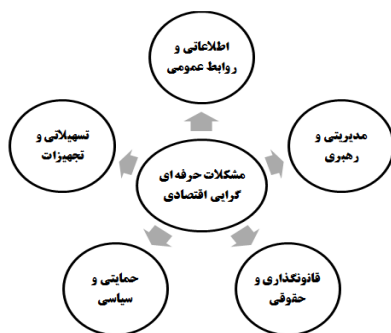 اطلاعاتی و
روابط عمومی
مدیریتی و
رهبری
تسهیلاتی و
تجهیزات
مشکلات حرفه ای
گرایی اقتصادی
قانونگذاری و
حقوقی
حمایتی و
سیاسی